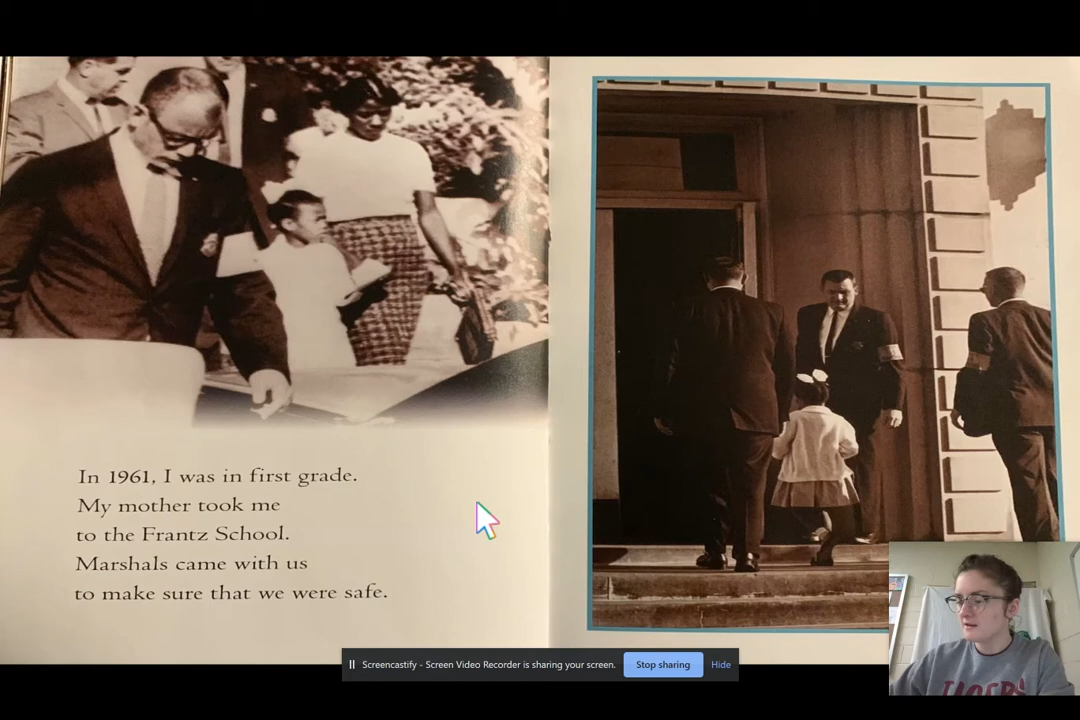 In 1961, I was in first grade.
My mother took me
to the Frantz School.
Marshals came with us
to make sure that we were safe.
Screencastify - Screen Video Recorder is sharing your screen.
Stop sharing
Hide
TIGERS